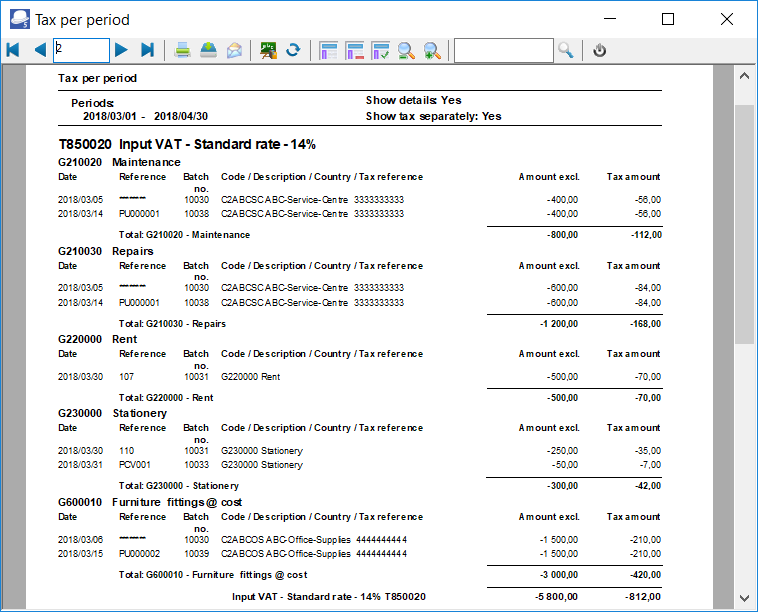 Tax per period
2
Tax per period
Periods: Show details: Yes
2018/03/01 - 2018/04/30 Show tax separately: Yes
T850020 Input VAT - Standard rate - 14%
G210020 Maintenance
Date Reference Batch no. Code / Description / Country / Tax reference Amount excl. Tax amount
2018/03/05 ******* 10030 C2ABCSC ABC-Service-Centre 3333333333 -400,00 -56,00
2018/03/14 PU000001 10038 C2ABCSC ABC-Service-Centre 3333333333 -400,00 -56,00
Total: G210020 - Maintenance -800,00 -112,00
G210030 Repairs
Date Reference Batch no. Code / Description / Country / Tax reference Amount excl. Tax amount
2018/03/05 ******* 10030 C2ABCSC ABC-Service-Centre 3333333333 -600,00 -84,00
2018/03/14 PU000001 10038 C2ABCSC ABC-Service-Centre 3333333333 -600,00 -84,00
Total: G210030 - Repairs -1 200,00 -168,00
G220000 Rent
Date Reference Batch no. Code / Description / Country / Tax reference Amount excl. Tax amount
2018/03/30 107 10031 G220000 Rent -500,00 -70,00
Total: G220000 - Rent -500,00 -70,00
G230000 Stationery
Date Reference Batch no. Code / Description / Country / Tax reference Amount excl. Tax amount
2018/03/30 110 10031 G230000 Stationery -250,00 -35,00
2018/03/31 PCV001 10033 G230000 Stationery -50,00 -7,00
Total: G230000 - Stationery -300,00 -42,00
G600010 Furniture fittings @ cost
Date Reference Batch no. Code / Description / Country / Tax reference Amount excl. Tax amount
2018/03/06 ******* 10030 C2ABCOS ABC-Office-Supplies 4444444444 -1 500,00 -210,00
2018/03/15 PU000002 10039 C2ABCOS ABC-Office-Supplies 4444444444 -1 500,00 -210,00
Total: G600010 - Furniture fittings @ cost -3 000,00 -420,00
Input VAT - Standard rate - 14% T850020 -5 800,00 -812,00